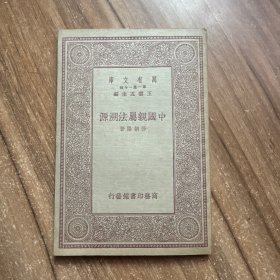 萬有文庫
第一集一千種
王雲五主編
中國親屬法溯源
徐朝陽著
商務印書館發行